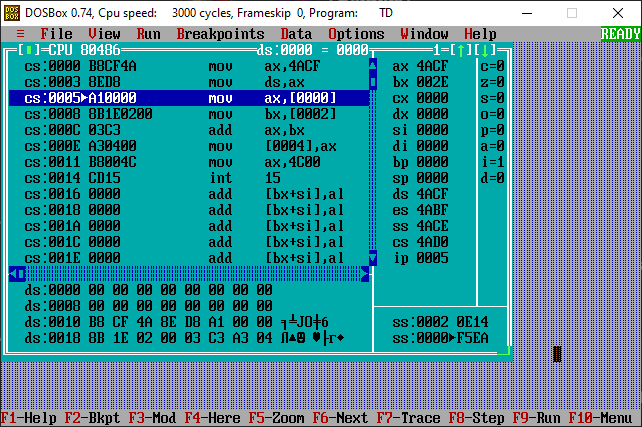 DOSBox 0.74, Cpu speed: 3000 cycles, Frameskip 0, Program: TD
≡ File View Run Breakpoints Data Options Window Help READY
[▮]=CPU 80486 ds:0000 = 0000 1=[↑][↓]
cs:0000 B8CF4A mov ax,4ACF ax 4ACF c=0
cs:0003 8ED8 mov ds,ax bx 002E z=0
cs:0005►A10000 mov ax,[0000] cx 0000 s=0
cs:0008 8B1E0200 mov bx,[0002] dx 0000 o=0
cs:000C 03C3 add ax,bx si 0000 p=0
cs:000E A30400 mov [0004],ax di 0000 a=0
cs:0011 B8004C mov ax,4C00 bp 0000 i=1
cs:0014 CD15 int 15 sp 0000 d=0
cs:0016 0000 add [bx+si],al ds 4ACF
cs:0018 0000 add [bx+si],al es 4ABF
cs:001A 0000 add [bx+si],al ss 4ACE
cs:001C 0000 add [bx+si],al cs 4AD0
cs:001E 0000 add [bx+si],al ip 0005
ds:0000 00 00 00 00 00 00 00 00
ds:0008 00 00 00 00 00 00 00 00
ds:0010 B8 CF 4A 8E D8 A1 00 00 ╕╧JÄ╪í ss:0002 0E14
ds:0018 8B 1E 02 00 03 C3 A3 04 ï▲☻ ♥├ú♦ ss:0000►F5EA
F1-Help F2-Bkpt F3-Mod F4-Here F5-Zoom F6-Next F7-Trace F8-Step F9-Run F10-Menu